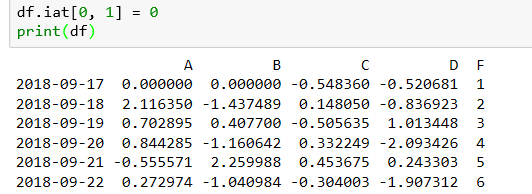 df.iat[0, 1] = 0
print(df)
A B C D F
2018-09-17 0.000000 0.000000 -0.548360 -0.520681 1
2018-09-18 2.116350 -1.437489 0.148050 -0.836923 2
2018-09-19 0.702895 0.407700 -0.505635 1.013448 3
2018-09-20 0.844285 -1.160642 0.332249 -2.093426 4
2018-09-21 -0.555571 2.259988 0.453675 0.243303 5
2018-09-22 0.272974 -1.040984 -0.304003 -1.907312 6